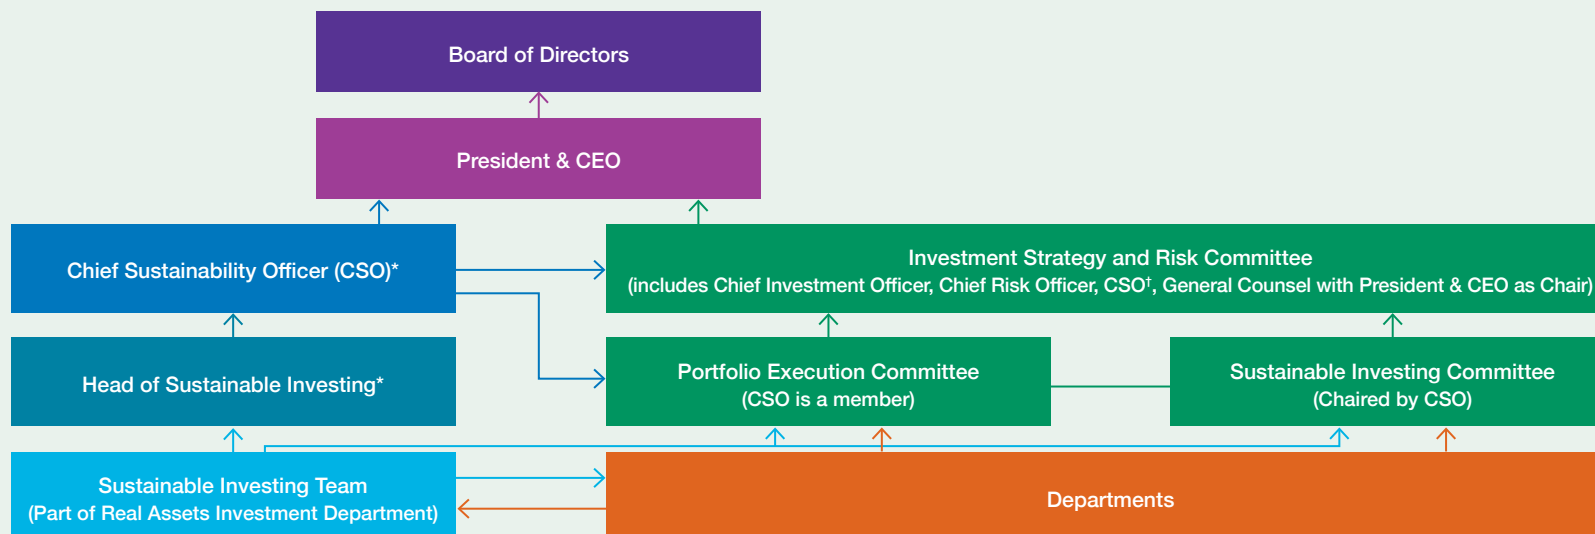 Board of Directors
President & CEO
Chief Sustainability Officer (CSO)*
Investment Strategy and Risk Committee
(includes Chief Investment Officer, Chief Risk Officer, CSO†, General Counsel with President & CEO as Chair)
Head of Sustainable Investing*
Portfolio Execution Committee
(CSO is a member)
Sustainable Investing Committee
(Chaired by CSO)
Sustainable Investing Team
(Part of Real Assets Investment Department)
Departments